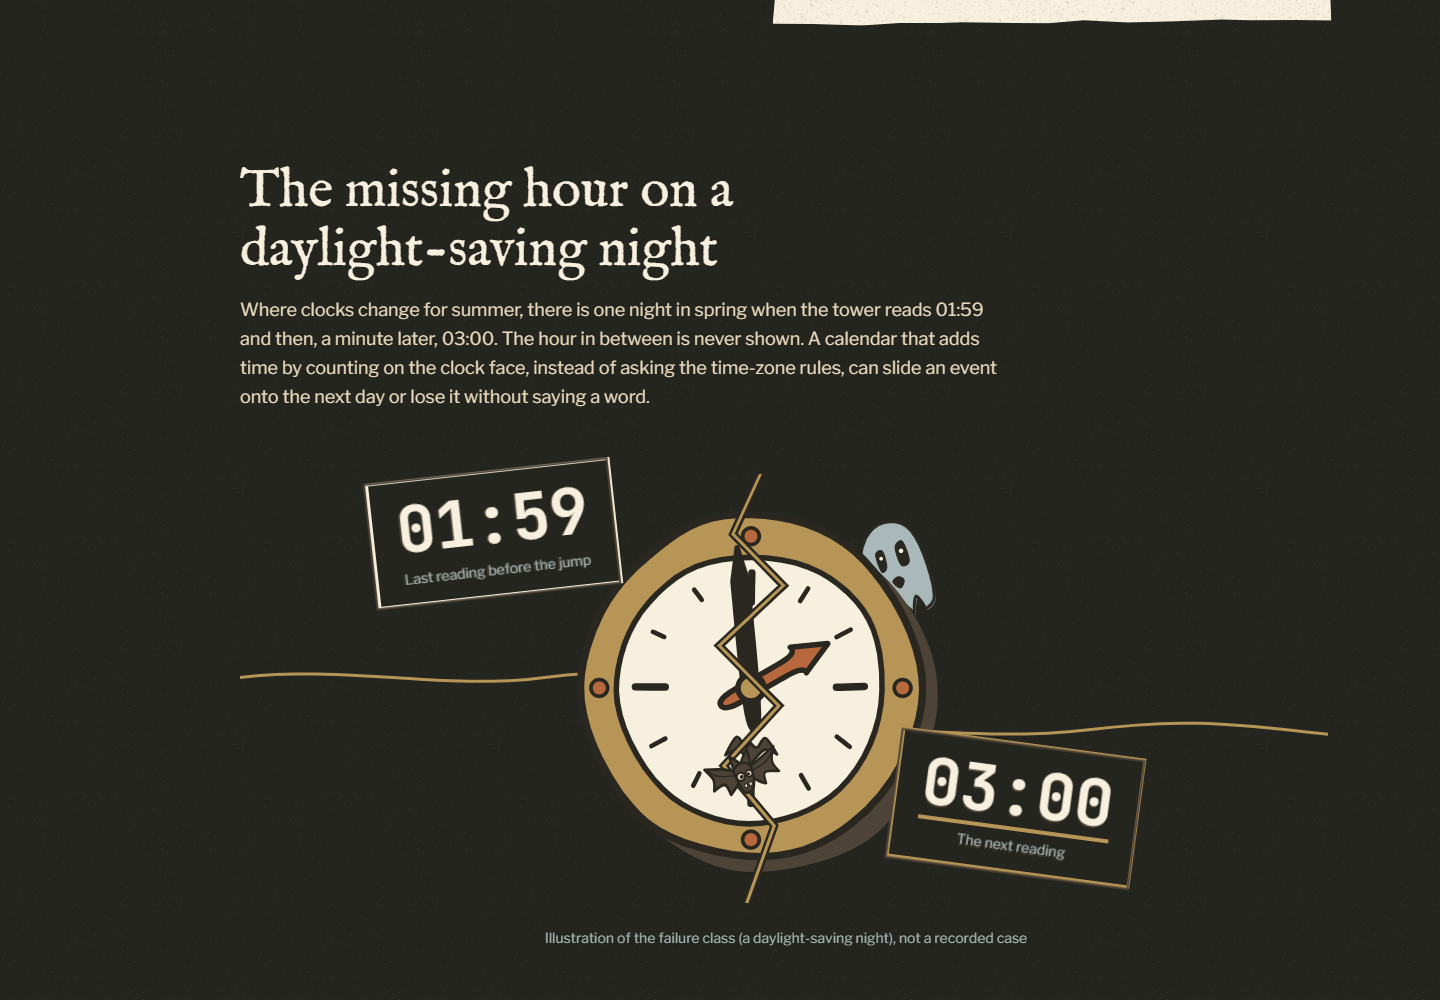 The missing hour on a
daylight-saving night
Where clocks change for summer, there is one night in spring when the tower reads 01:59
and then, a minute later, 03:00. The hour in between is never shown. A calendar that adds
time by counting on the clock face, instead of asking the time-zone rules, can slide an event
onto the next day or lose it without saying a word.
01:59
Last reading before the jump
03:00
The next reading
Illustration of the failure class (a daylight-saving night), not a recorded case